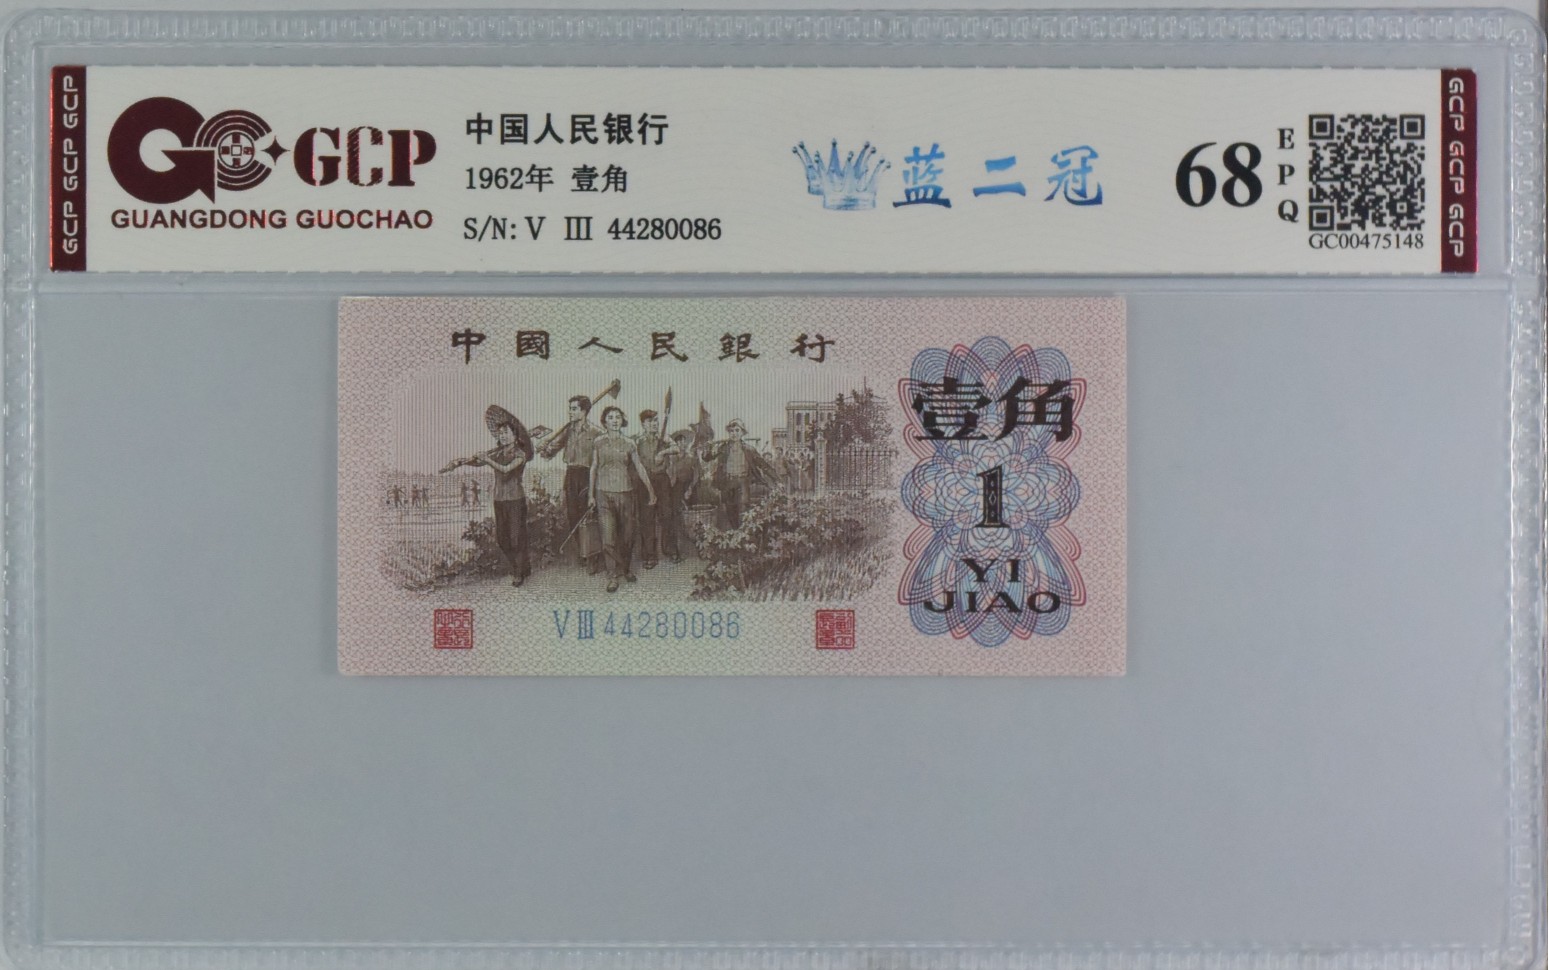 GCP GCP GCP
GCP
GUANGDONG GUOCHAO
中国人民银行
1962年 壹角
S/N: V III 44280086
蓝二冠
68
EPQ
GC00475148
GCP GCP GCP
中國人民銀行
壹角
1
YI
JIAO
V III 44280086